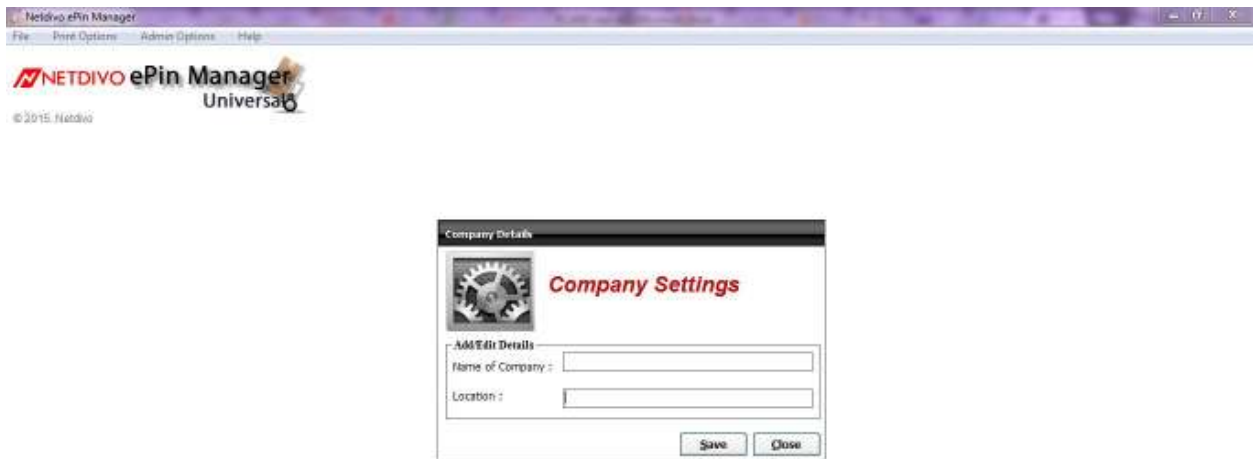 Netdivo ePin Manager
File Print Options Admin Options Help
NETDIVO ePin Manager
Universal
© 2015. Netdivo
Company Details
Company Settings
Add/Edit Details
Name of Company :
Location :
Save Close